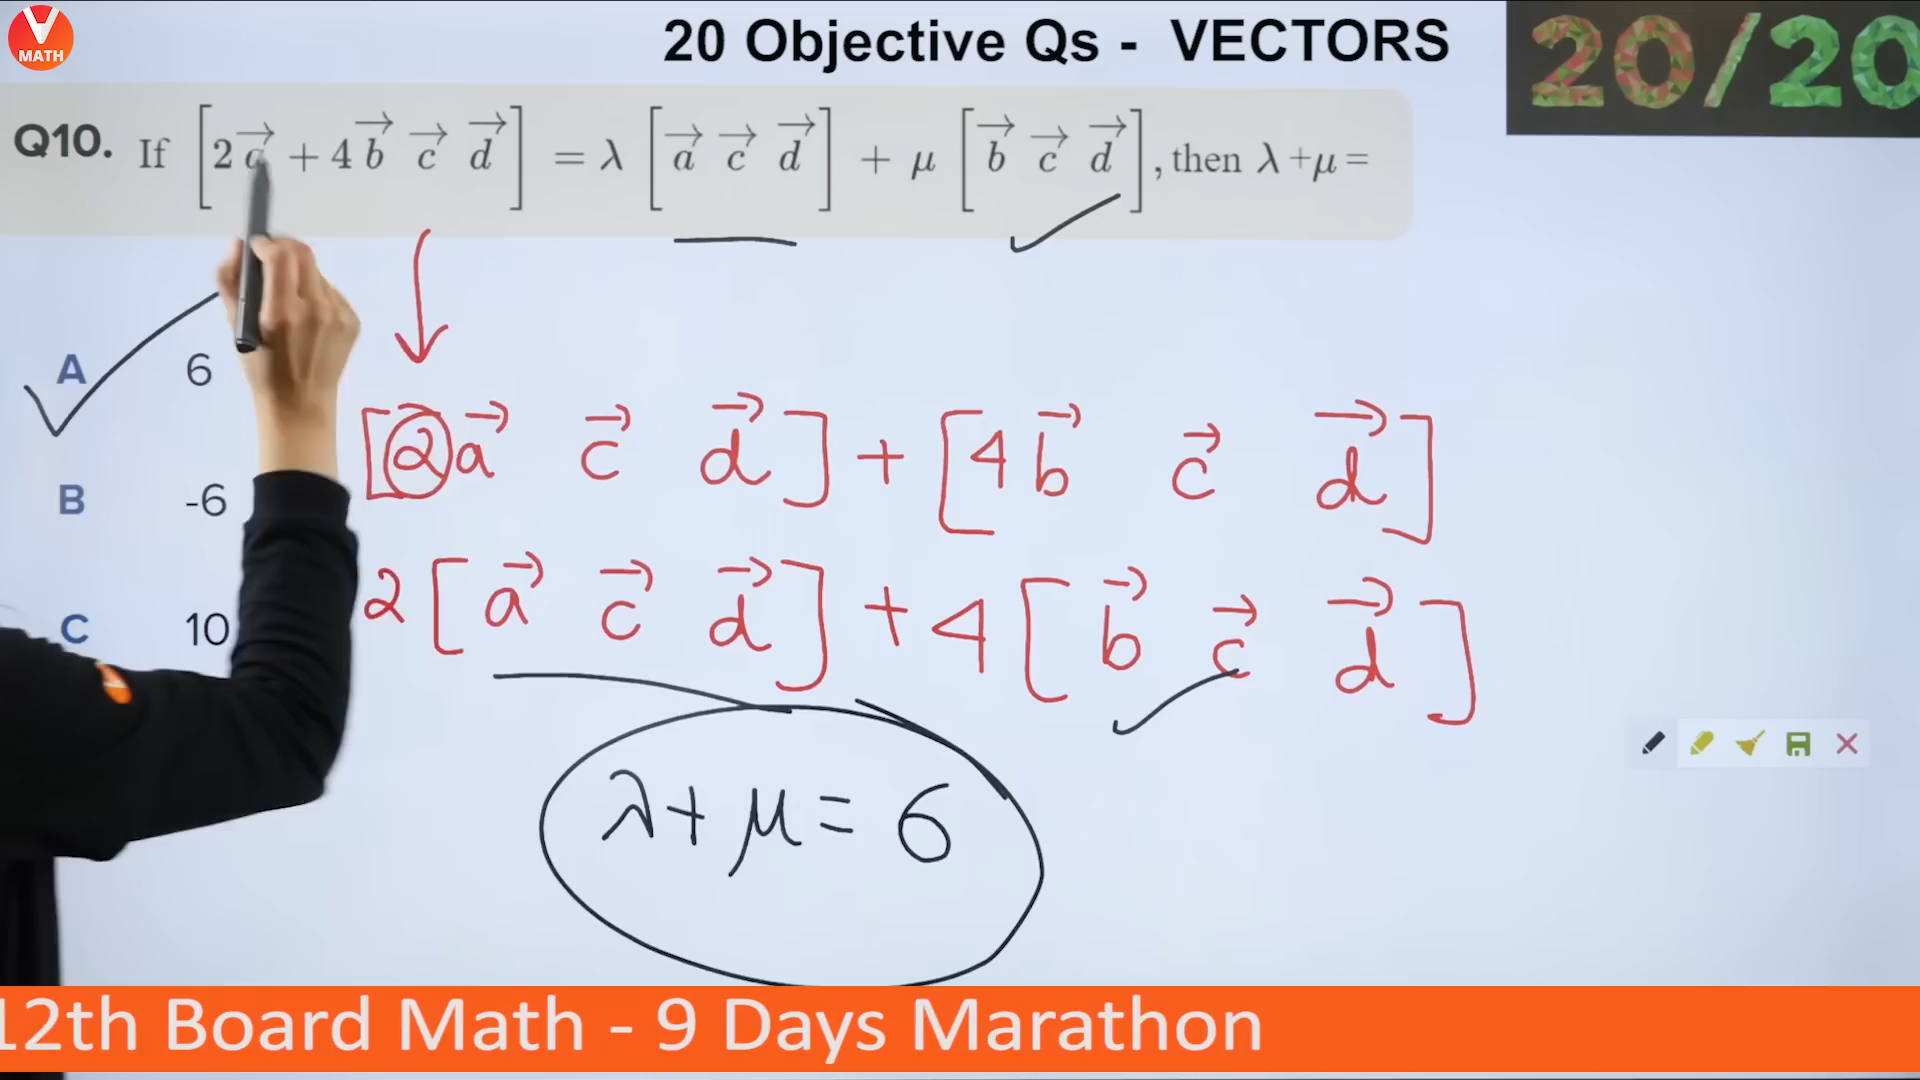 V
MATH
20 Objective Qs - VECTORS
20/20
Q10. If [2a⃗ + 4b⃗ c⃗ d⃗] = λ [a⃗ c⃗ d⃗] + μ [b⃗ c⃗ d⃗], then λ+μ=
A 6
B -6
C 10
[2a⃗ c⃗ d⃗] + [4b⃗ c⃗ d⃗]
2[a⃗ c⃗ d⃗] + 4[b⃗ c⃗ d⃗]
λ+μ= 6
12th Board Math - 9 Days Marathon